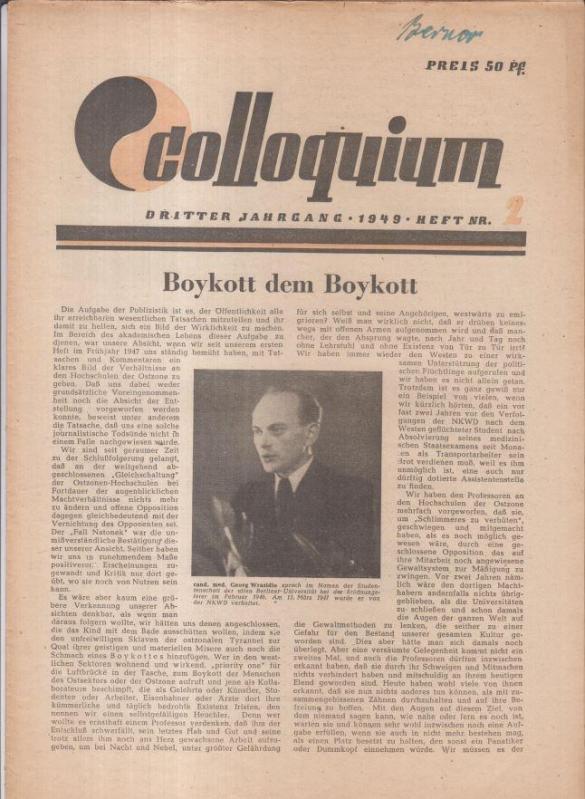 Bernor
PREIS 50 Pf.
colloquium
DRITTER JAHRGANG · 1949 · HEFT NR. 2
Boykott dem Boykott
Die Aufgabe der Publizistik ist es, der Öffentlichkeit alle
ihr erreichbaren wesentlichen Tatsachen mitzuteilen und ihr
damit zu helfen, sich ein Bild der Wirklichkeit zu machen.
Im Bereich des akademischen Lebens dieser Aufgabe zu
dienen, war unsere Absicht, wenn wir seit unserem ersten
Heft im Frühjahr 1947 uns ständig bemüht haben, mit Tat-
sachen und Kommentaren ein
klares Bild der Verhältnisse an
den Hochschulen der Ostzone zu
geben. Daß uns dabei weder
grundsätzliche Voreingenommen-
heit noch die Absicht der Ent-
stellung vorgeworfen werden
konnte, beweist unter anderem
die Tatsache, daß uns eine solche
journalistische Todsünde nicht in
einem Falle nachgewiesen wurde.
Wir sind seit geraumer Zeit
zu der Schlußfolgerung gelangt,
daß an der weitgehend ab-
geschlossenen „Gleichschaltung"
der Ostzonen-Hochschulen bei
Fortdauer der augenblicklichen
Machtverhältnisse nichts mehr
zu ändern und offene Opposition
dagegen gleichbedeutend mit der
Vernichtung des Opponenten sei.
Der „Fall Natonek" war die un-
mißverständliche Bestätigung die-
ser unserer Ansicht. Seither haben
wir uns in zunehmendem Maße
positiveren Erscheinungen zu-
gewandt und Kritik nur dort ge-
übt, wo sie noch von Nutzen sein
kann.
Es wäre aber kaum eine grö-
bere Verkennung unserer Ab-
sichten denkbar, als wenn man
daraus folgern wollte, wir hätten uns denen angeschlossen,
die das Kind mit dem Bade ausschütten wollen, indem sie
den unfreiwilligen Sklaven der ostzonalen Tyrannei zur
Qual ihrer geistigen und materiellen Misere auch noch die
Schmach eines Boykottes hinzufügen. Wer in den west-
lichen Sektoren wohnend und wirkend, „priority one" für
die Luftbrücke in der Tasche, zum Boykott der Menschen
des Ostsektors oder der Ostzone aufruft und jene als Kolla-
borateure beschimpft, die als Gelehrte oder Künstler, Stu-
denten oder Arbeiter, Eisenbahner oder Ärzte dort ihre
kümmerliche und täglich bedrohte Existenz fristen, den
nennen wir einen selbstgefälligen Heuchler. Denn wer
wollte es ernsthaft einem Professor verdenken, daß ihm der
Entschluß schwerfällt, sein letztes Hab und Gut und seine
trotz allem ihm noch ans Herz gewachsene Arbeit aufzu-
geben, um bei Nacht und Nebel, unter größter Gefährdung
cand. med. Georg Wrazidlo sprach im Namen der Studen-
tenschaft der alten Berliner Universität bei der Eröffnungs-
feier im Februar 1946. Am 13. März 1947 wurde er von
der NKWD verhaftet.
für sich selbst und seine Angehörigen, westwärts zu emi-
grieren? Weiß man wirklich nicht, daß er drüben keines-
wegs mit offenen Armen aufgenommen wird und daß man-
cher, der den Absprung wagte, nach Jahr und Tag noch
ohne Lehrstuhl und ohne Existenz von Tür zu Tür irrt?
Wir haben immer wieder den Westen zu einer wirk-
samen Unterstützung der politi-
schen Flüchtlinge aufgerufen und
wir haben es nicht allein getan.
Trotzdem ist es ganz gewiß nur
ein Beispiel von vielen, wenn
wir kürzlich hörten, daß ein vor
fast zwei Jahren vor den Verfol-
gungen der NKWD nach dem
Westen geflüchteter Student nach
Absolvierung seines medizini-
schen Staatsexamens seit Mona-
ten als Transportarbeiter sein
Brot verdienen muß, weil es ihm
unmöglich ist, eine auch nur
dürftig dotierte Assistentenstelle
zu finden.
Wir haben den Professoren an
den Hochschulen der Ostzone
mehrfach vorgeworfen, daß sie,
um „Schlimmeres zu verhüten",
geschwiegen und mitgemacht
haben, als es noch möglich ge-
wesen wäre, durch eine ge-
schlossene Opposition, das auf
ihre Mitarbeit noch angewiesene
Gewaltsystem zur Mäßigung zu
zwingen. Vor zwei Jahren näm-
lich wäre den dortigen Macht-
habern andernfalls nichts übrig-
geblieben, als die Universitäten
zu schließen und schon damals
die Augen der ganzen Welt auf
die Gewaltmethoden zu lenken, die seither zu einer
Gefahr für den Bestand unserer gesamten Kultur ge-
worden sind. Dies aber hätte man sich damals noch
überlegt. Aber eine versäumte Gelegenheit kommt nicht ein
zweites Mal, und auch die Professoren dürften inzwischen
erkannt haben, daß sie durch ihr Schweigen und Mitmachen
nichts verhindert haben und mitschuldig an ihrem heutigen
Elend geworden sind. Heute haben wohl viele von ihnen
erkannt, daß sie nun nichts anderes tun können, als mit zu-
sammengebissenen Zähnen durchzuhalten und auf ihre Be-
freiung zu hoffen. Mit den Augen auf diesem Ziel, von
dem niemand sagen kann, wie nahe oder fern es noch ist,
warten sie und können sehr wohl inzwischen noch eine Auf-
gabe erfüllen, wenn sie auch in nicht mehr bestehen mag,
als einen Platz besetzt zu halten, den sonst ein Fanatiker
oder Dummkopf einnehmen würde. Wir müssen es der